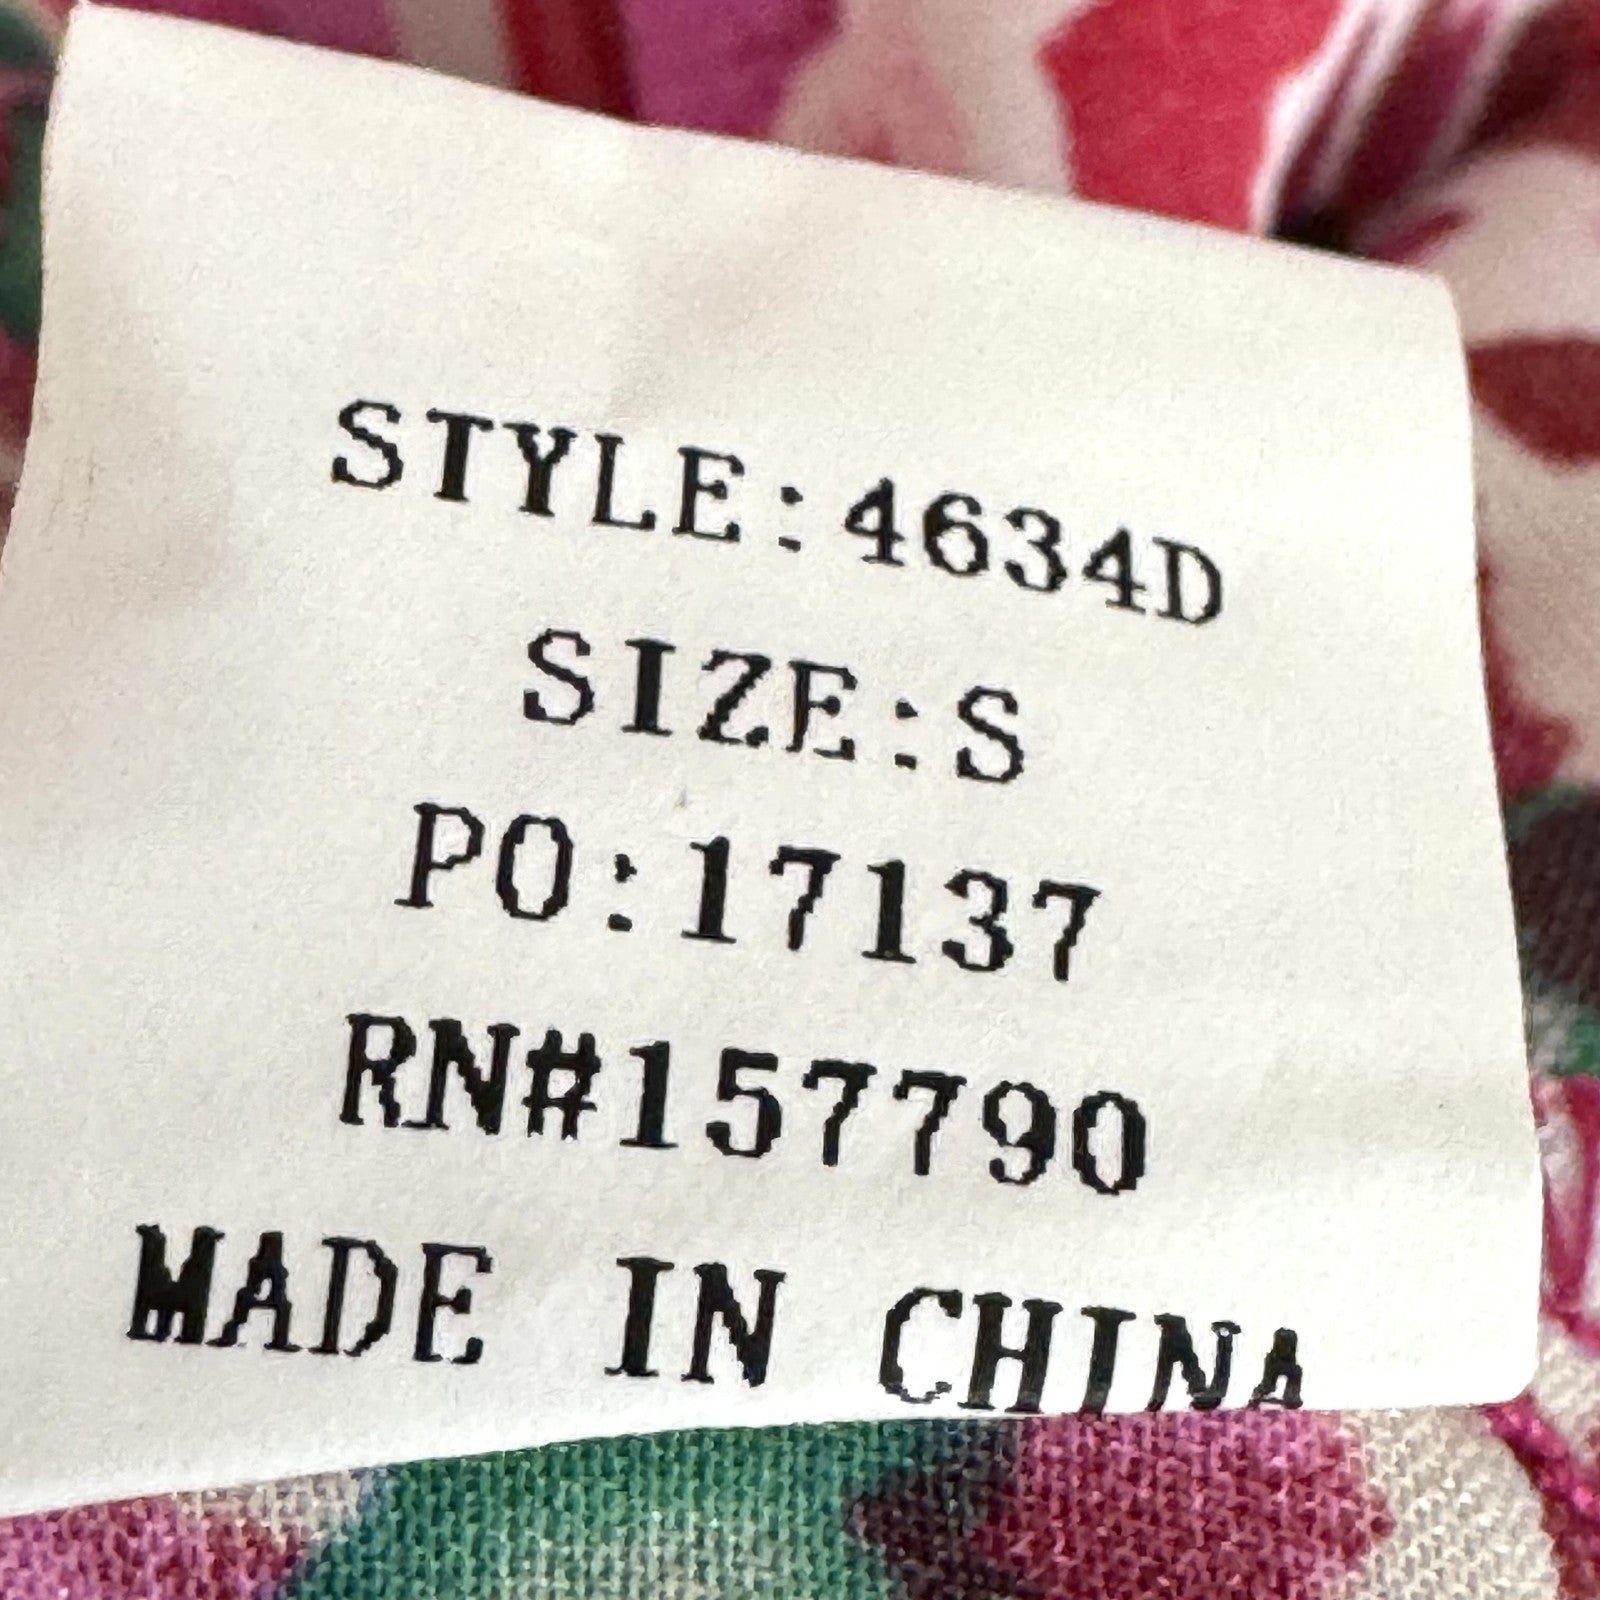 STYLE:4634D
SIZE:S
PO:17137
RN#157790
MADE IN CHINA